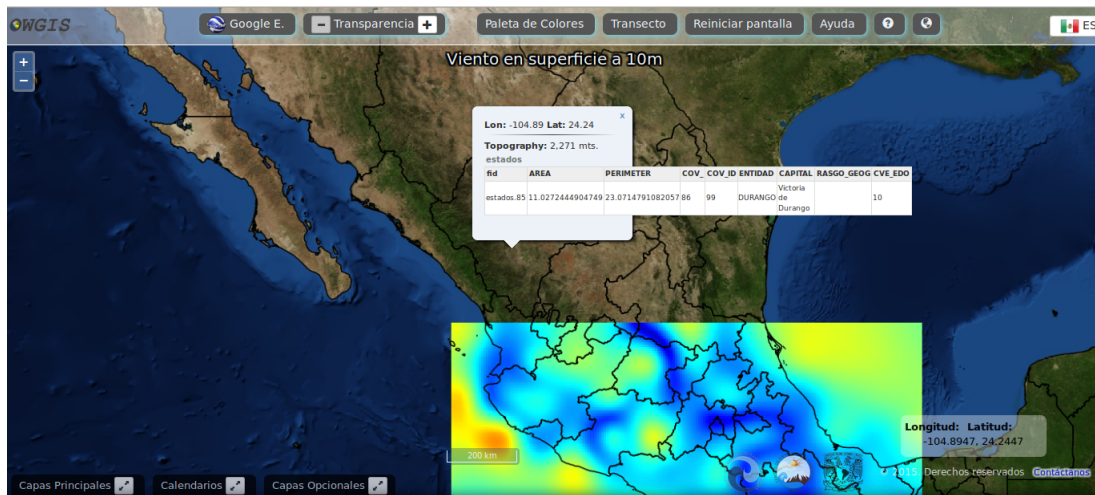 OWGIS
Google E.
− Transparencia +
Paleta de Colores
Transecto
Reiniciar pantalla
Ayuda
?
ES
+
−
Viento en superficie a 10m
x
Lon: -104.89 Lat: 24.24
Topography: 2,271 mts.
estados
fid AREA PERIMETER COV_ COV_ID ENTIDAD CAPITAL RASGO_GEOG CVE_EDO
estados.85 11.0272444904749 23.0714791082057 86 99 DURANGO Victoria de Durango 10
Longitud: Latitud:
-104.8947, 24.2447
200 km
© 2015. Derechos reservados Contáctanos
Capas Principales
Calendarios
Capas Opcionales